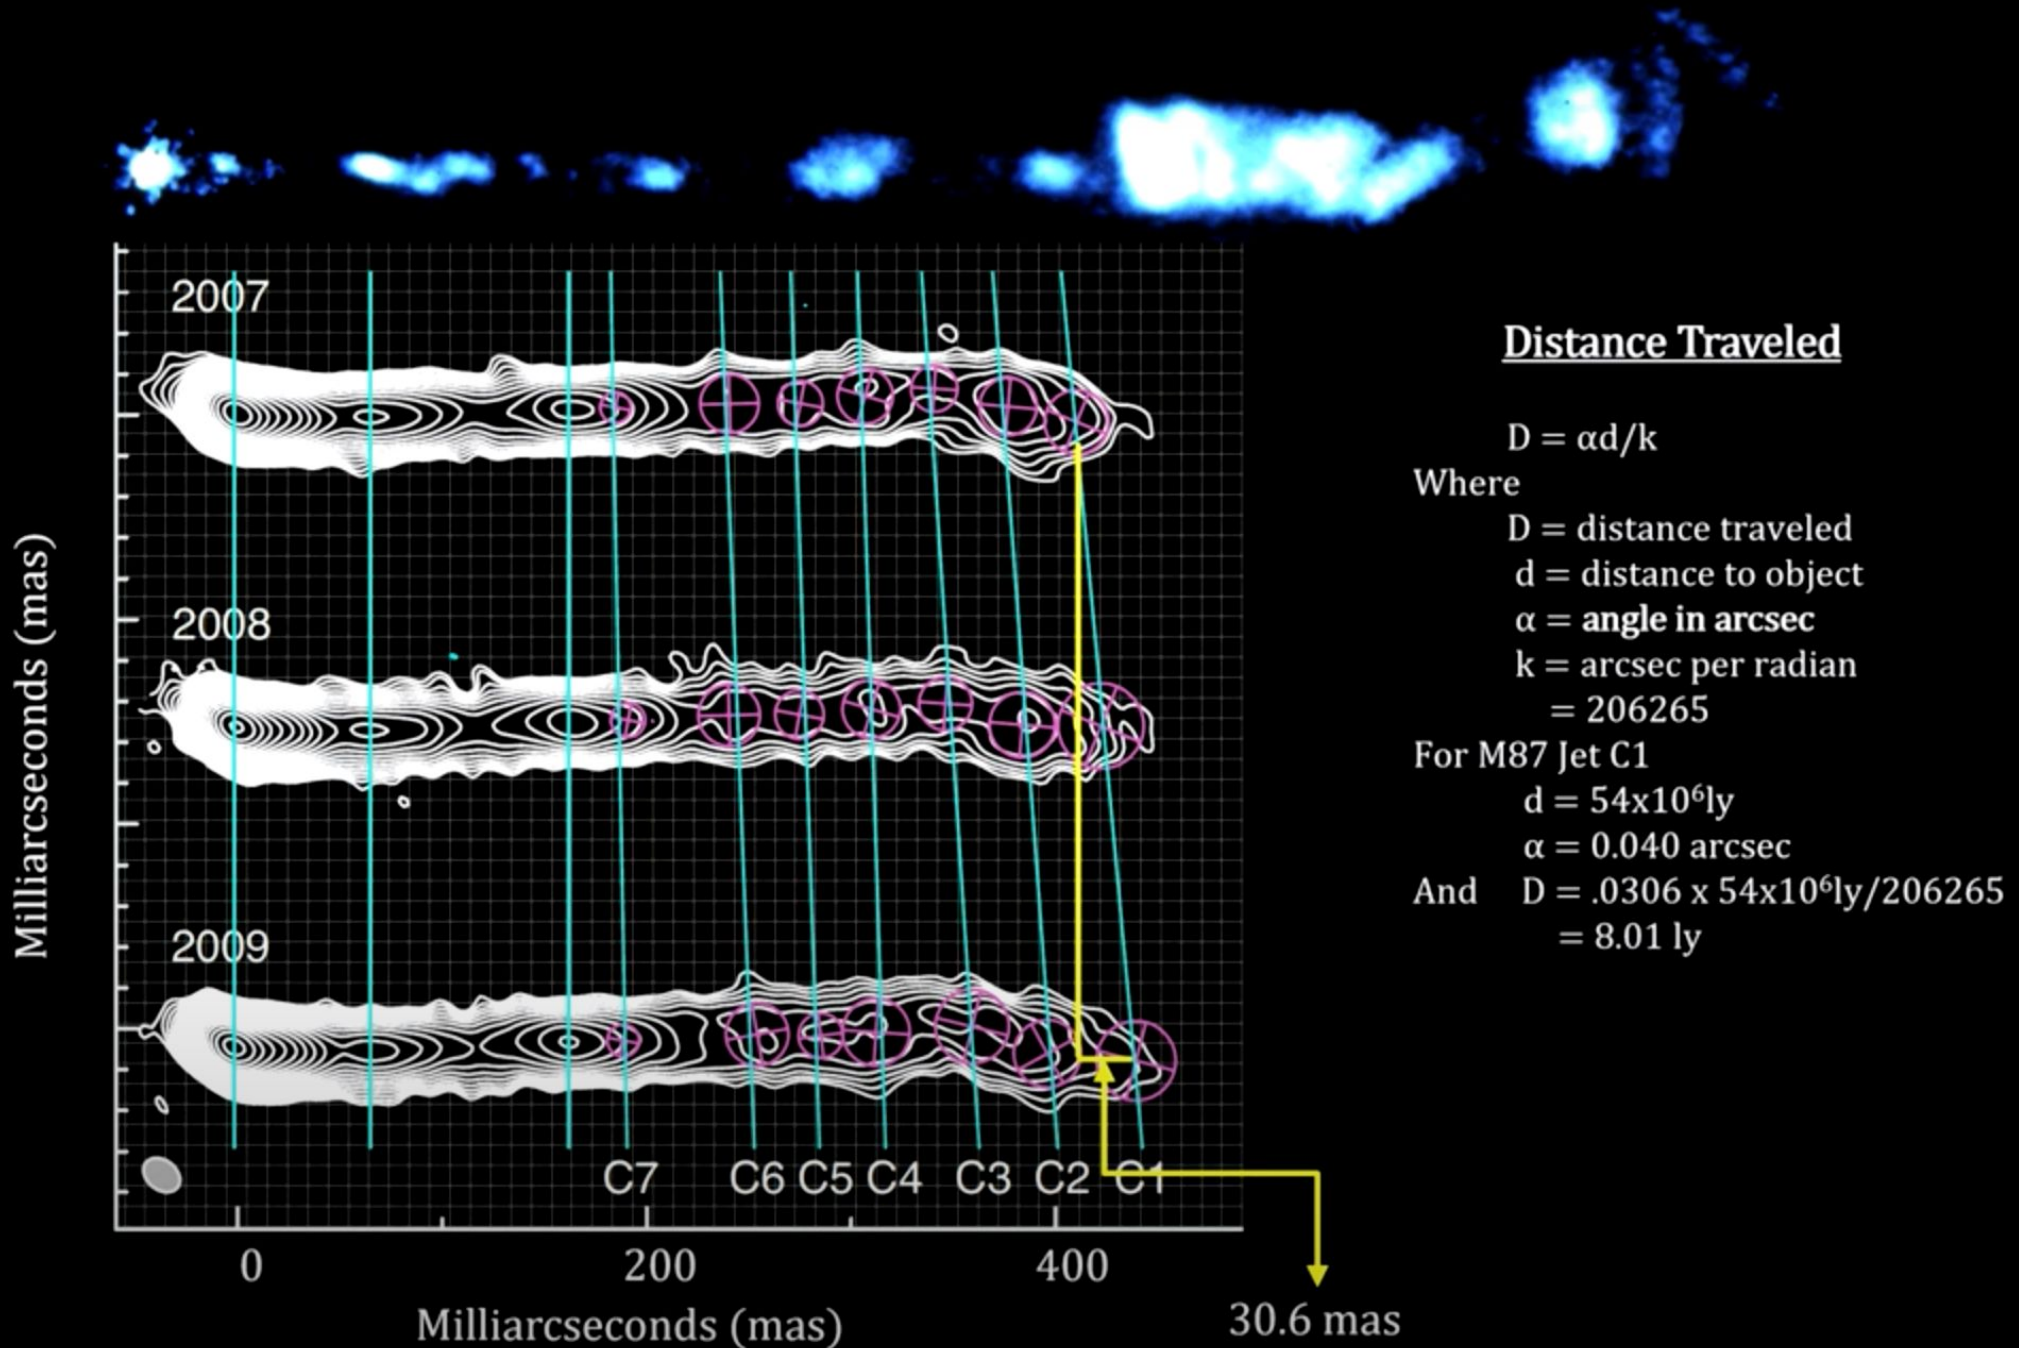 2007
2008
2009
Milliarcseconds (mas)
C7 C6 C5 C4 C3 C2 C1
0 200 400
Milliarcseconds (mas)
30.6 mas
Distance Traveled
D = αd/k
Where
D = distance traveled
d = distance to object
α = angle in arcsec
k = arcsec per radian
= 206265
For M87 Jet C1
d = 54x10⁶ly
α = 0.040 arcsec
And D = .0306 x 54x10⁶ly/206265
= 8.01 ly